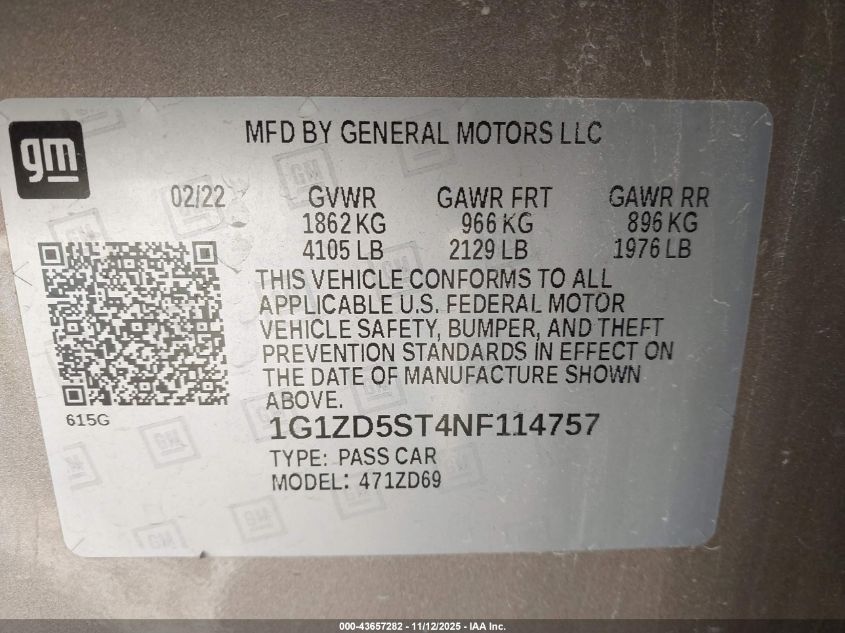 gm
MFD BY GENERAL MOTORS LLC
02/22 GVWR GAWR FRT GAWR RR
1862 KG 966 KG 896 KG
4105 LB 2129 LB 1976 LB
THIS VEHICLE CONFORMS TO ALL
APPLICABLE U.S. FEDERAL MOTOR
VEHICLE SAFETY, BUMPER, AND THEFT
PREVENTION STANDARDS IN EFFECT ON
THE DATE OF MANUFACTURE SHOWN
ABOVE.
615G
1G1ZD5ST4NF114757
TYPE: PASS CAR
MODEL: 471ZD69
000-43657282 - 11/12/2025 - IAA Inc.